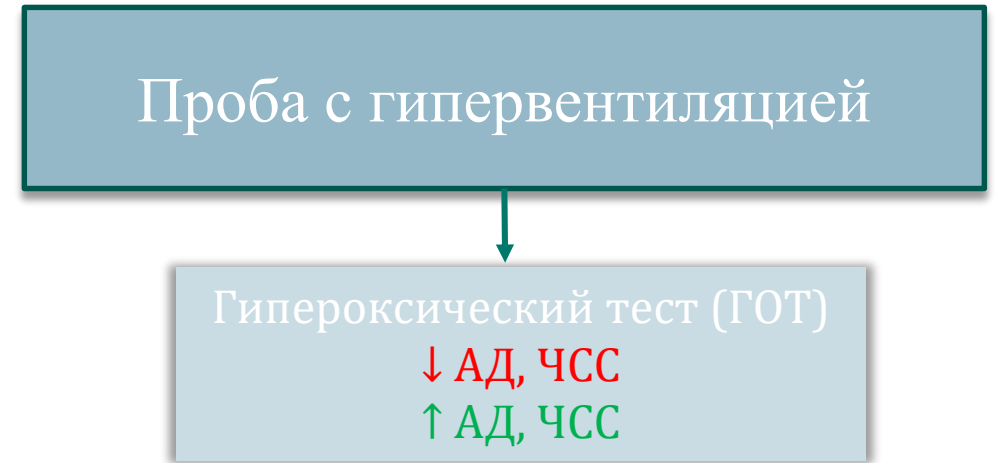 Проба с гипервентиляцией
Гипероксический тест (ГОТ)
↓ АД, ЧСС
↑ АД, ЧСС